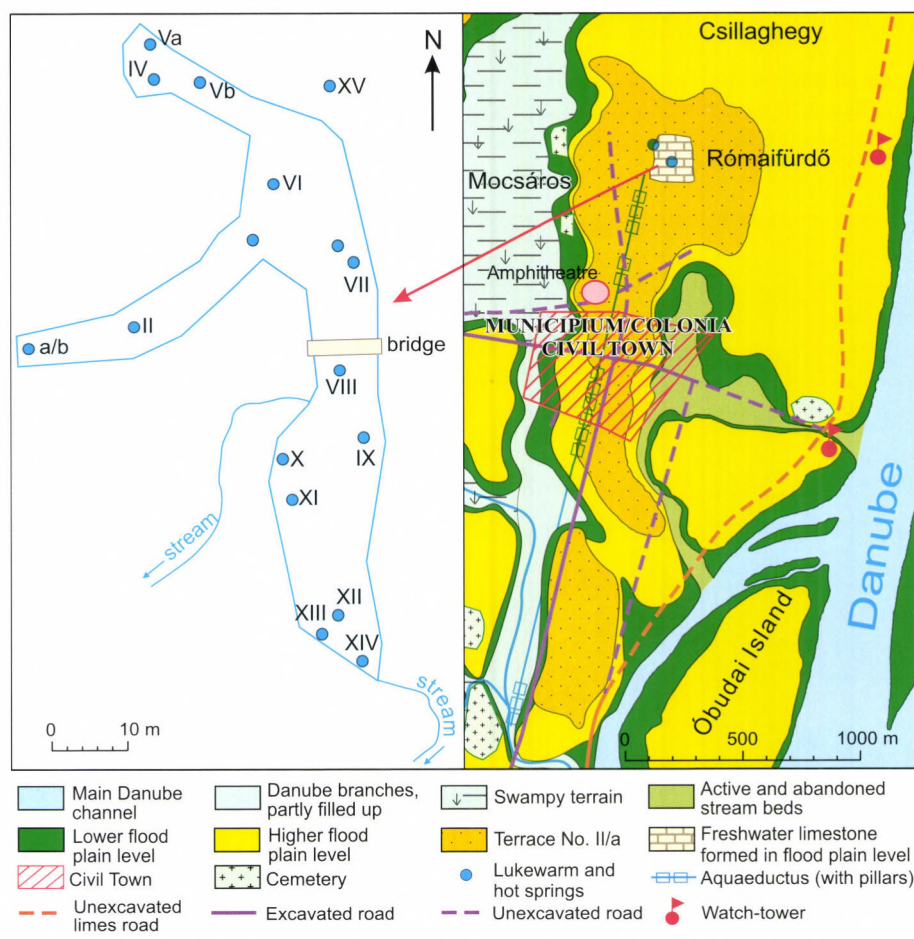 Va
IV
Vb
XV
N
VI
VII
II
a/b
bridge
VIII
IX
X
XI
stream
XII
XIII
XIV
stream
0 10 m
Csillaghegy
Rómaifürdő
Mocsáros
Amphitheatre
MUNICIPIUM/COLONIA
CIVIL TOWN
Danube
Óbudai Island
0 500 1000 m
Main Danube
channel
Danube branches,
partly filled up
Swampy terrain
Active and abandoned
stream beds
Lower flood
plain level
Higher flood
plain level
Terrace No. II/a
Freshwater limestone
formed in flood plain level
Civil Town
Cemetery
Lukewarm and
hot springs
Aquaeductus (with pillars)
Unexcavated
limes road
Excavated road
Unexcavated road
Watch-tower